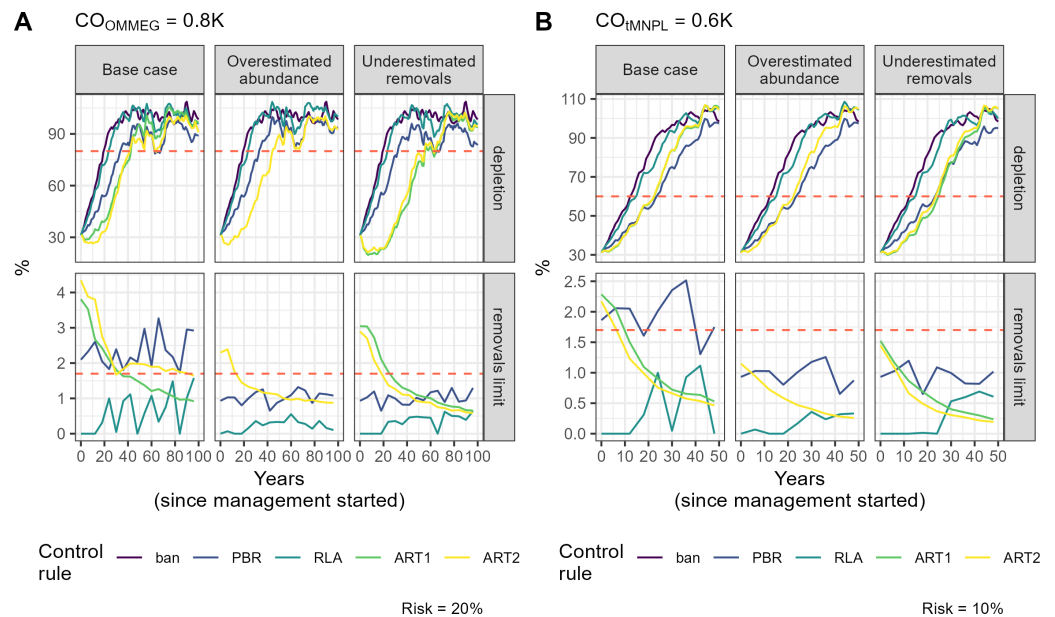 A
CO_OMMEG = 0.8K
Base case
Overestimated
abundance
Underestimated
removals
90
60
30
depletion
%
4
3
2
1
0
removals limit
0 20 40 60 80 100
0 20 40 60 80 100
0 20 40 60 80 100
Years
(since management started)
Control
rule
ban
PBR
RLA
ART1
ART2
Risk = 20%
B
CO_tMNPL = 0.6K
Base case
Overestimated
abundance
Underestimated
removals
110
90
70
50
30
depletion
%
2.5
2.0
1.5
1.0
0.5
0.0
removals limit
0 10 20 30 40 50
0 10 20 30 40 50
0 10 20 30 40 50
Years
(since management started)
Control
rule
ban
PBR
RLA
ART1
ART2
Risk = 10%